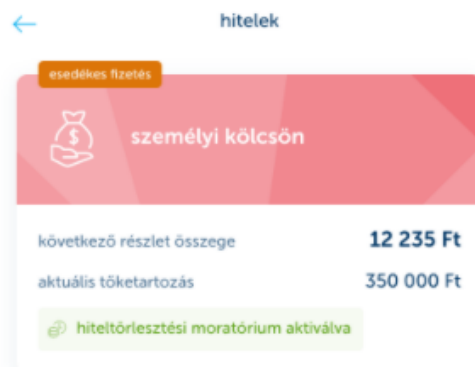 hitelek
esedékes fizetés
személyi kölcsön
következő részlet összege 12 235 Ft
aktuális tőketartozás 350 000 Ft
hiteltörlesztési moratórium aktiválva